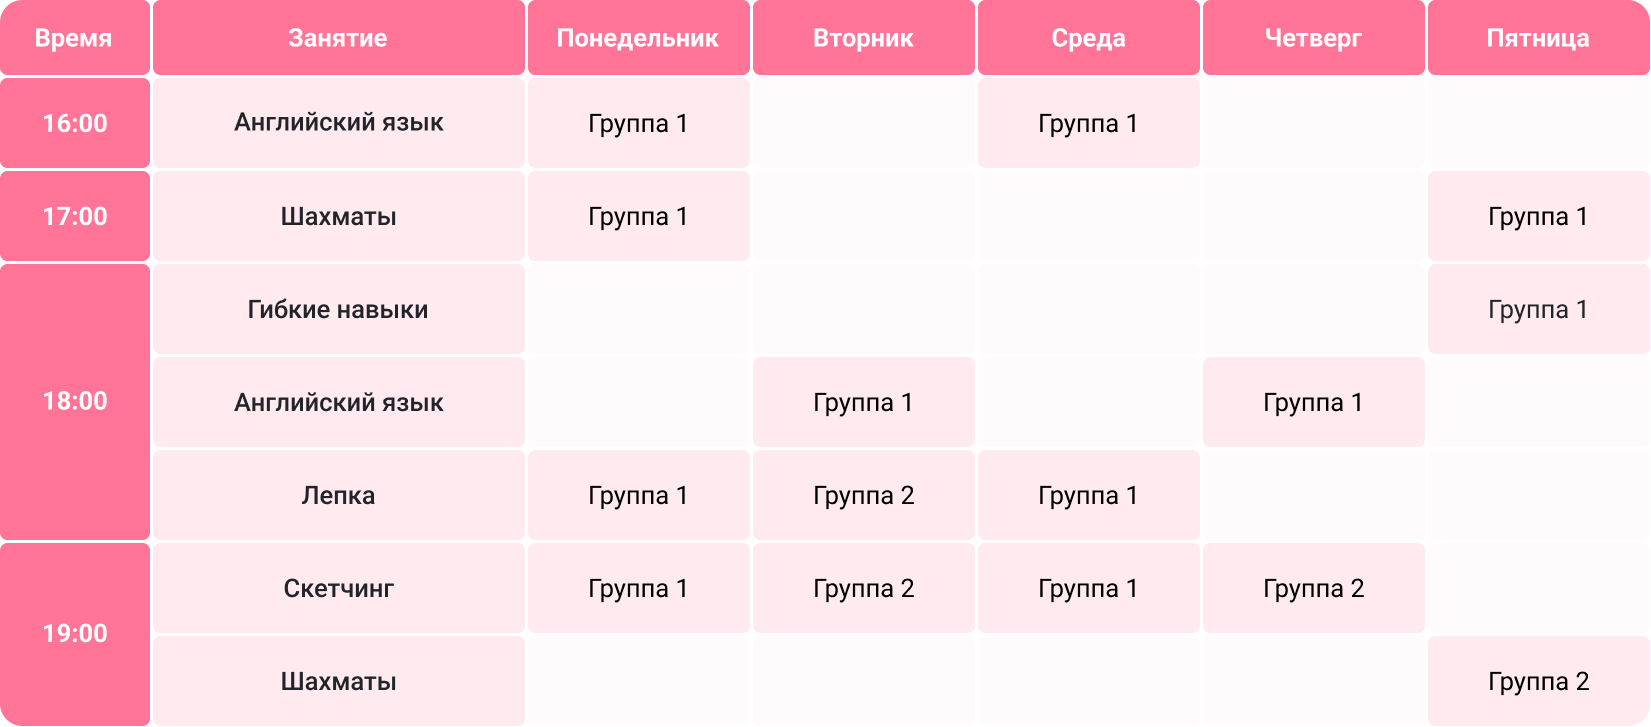 Время Занятие Понедельник Вторник Среда Четверг Пятница
16:00 Английский язык Группа 1 Группа 1
17:00 Шахматы Группа 1 Группа 1
Гибкие навыки Группа 1
18:00 Английский язык Группа 1 Группа 1
Лепка Группа 1 Группа 2 Группа 1
Скетчинг Группа 1 Группа 2 Группа 1 Группа 2
19:00
Шахматы Группа 2